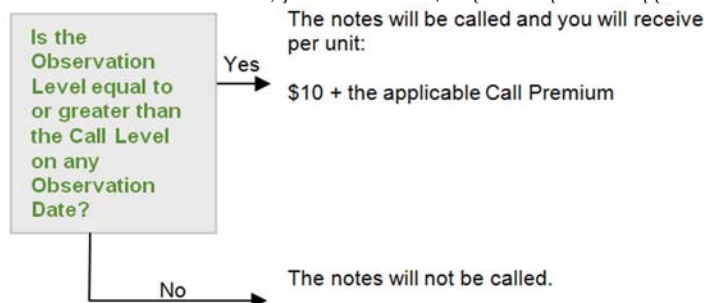 Is the
Observation
Level equal to
or greater than
the Call Level
on any
Observation
Date?
Yes
The notes will be called and you will receive
per unit:
$10 + the applicable Call Premium
No
The notes will not be called.